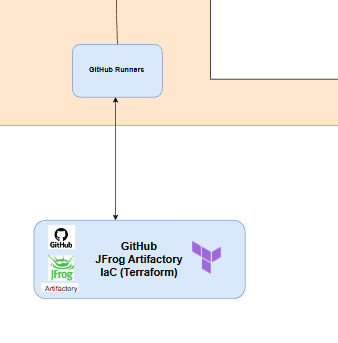 GitHub Runners
GitHub
JFrog Artifactory
IaC (Terraform)
GitHub
JFrog
Artifactory